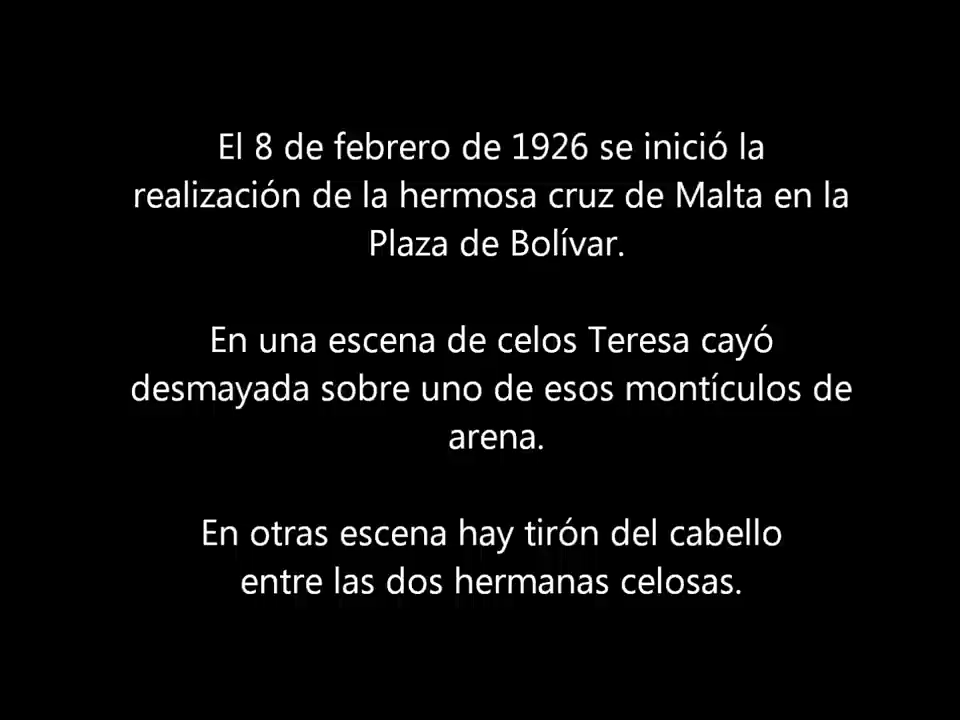 El 8 de febrero de 1926 se inició la
realización de la hermosa cruz de Malta en la
Plaza de Bolívar.
En una escena de celos Teresa cayó
desmayada sobre uno de esos montículos de
arena.
En otras escena hay tirón del cabello
entre las dos hermanas celosas.